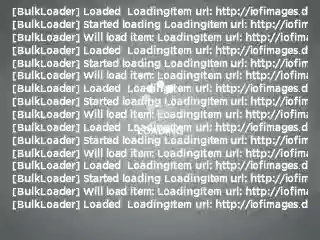 [BulkLoader] Loaded LoadingItem url: http://iofimages.d
[BulkLoader] Started loading LoadingItem url: http://iofir
[BulkLoader] Will load item: LoadingItem url: http://iofima
[BulkLoader] Loaded LoadingItem url: http://iofimages.d
[BulkLoader] Started loading LoadingItem url: http://iofir
[BulkLoader] Will load item: LoadingItem url: http://iofima
[BulkLoader] Loaded LoadingItem url: http://iofimages.d
[BulkLoader] Started loading LoadingItem url: http://iofir
[BulkLoader] Will load item: LoadingItem url: http://iofima
[BulkLoader] Loaded LoadingItem url: http://iofimages.d
[BulkLoader] Started loading LoadingItem url: http://iofir
[BulkLoader] Will load item: LoadingItem url: http://iofima
[BulkLoader] Loaded LoadingItem url: http://iofimages.d
[BulkLoader] Started loading LoadingItem url: http://iofir
[BulkLoader] Will load item: LoadingItem url: http://iofima
[BulkLoader] Loaded LoadingItem url: http://iofimages.d